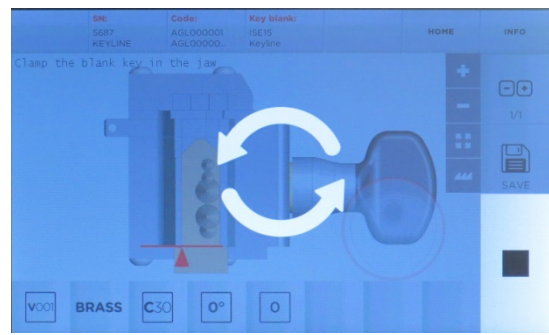 SN:
5687
KEYLINE
Code:
AGL000001
AGL00000...
Key blank:
ISE15
Keyline
HOME
INFO
Clamp the blank key in the jaw
1/1
SAVE
V001
BRASS
C30
0°
0